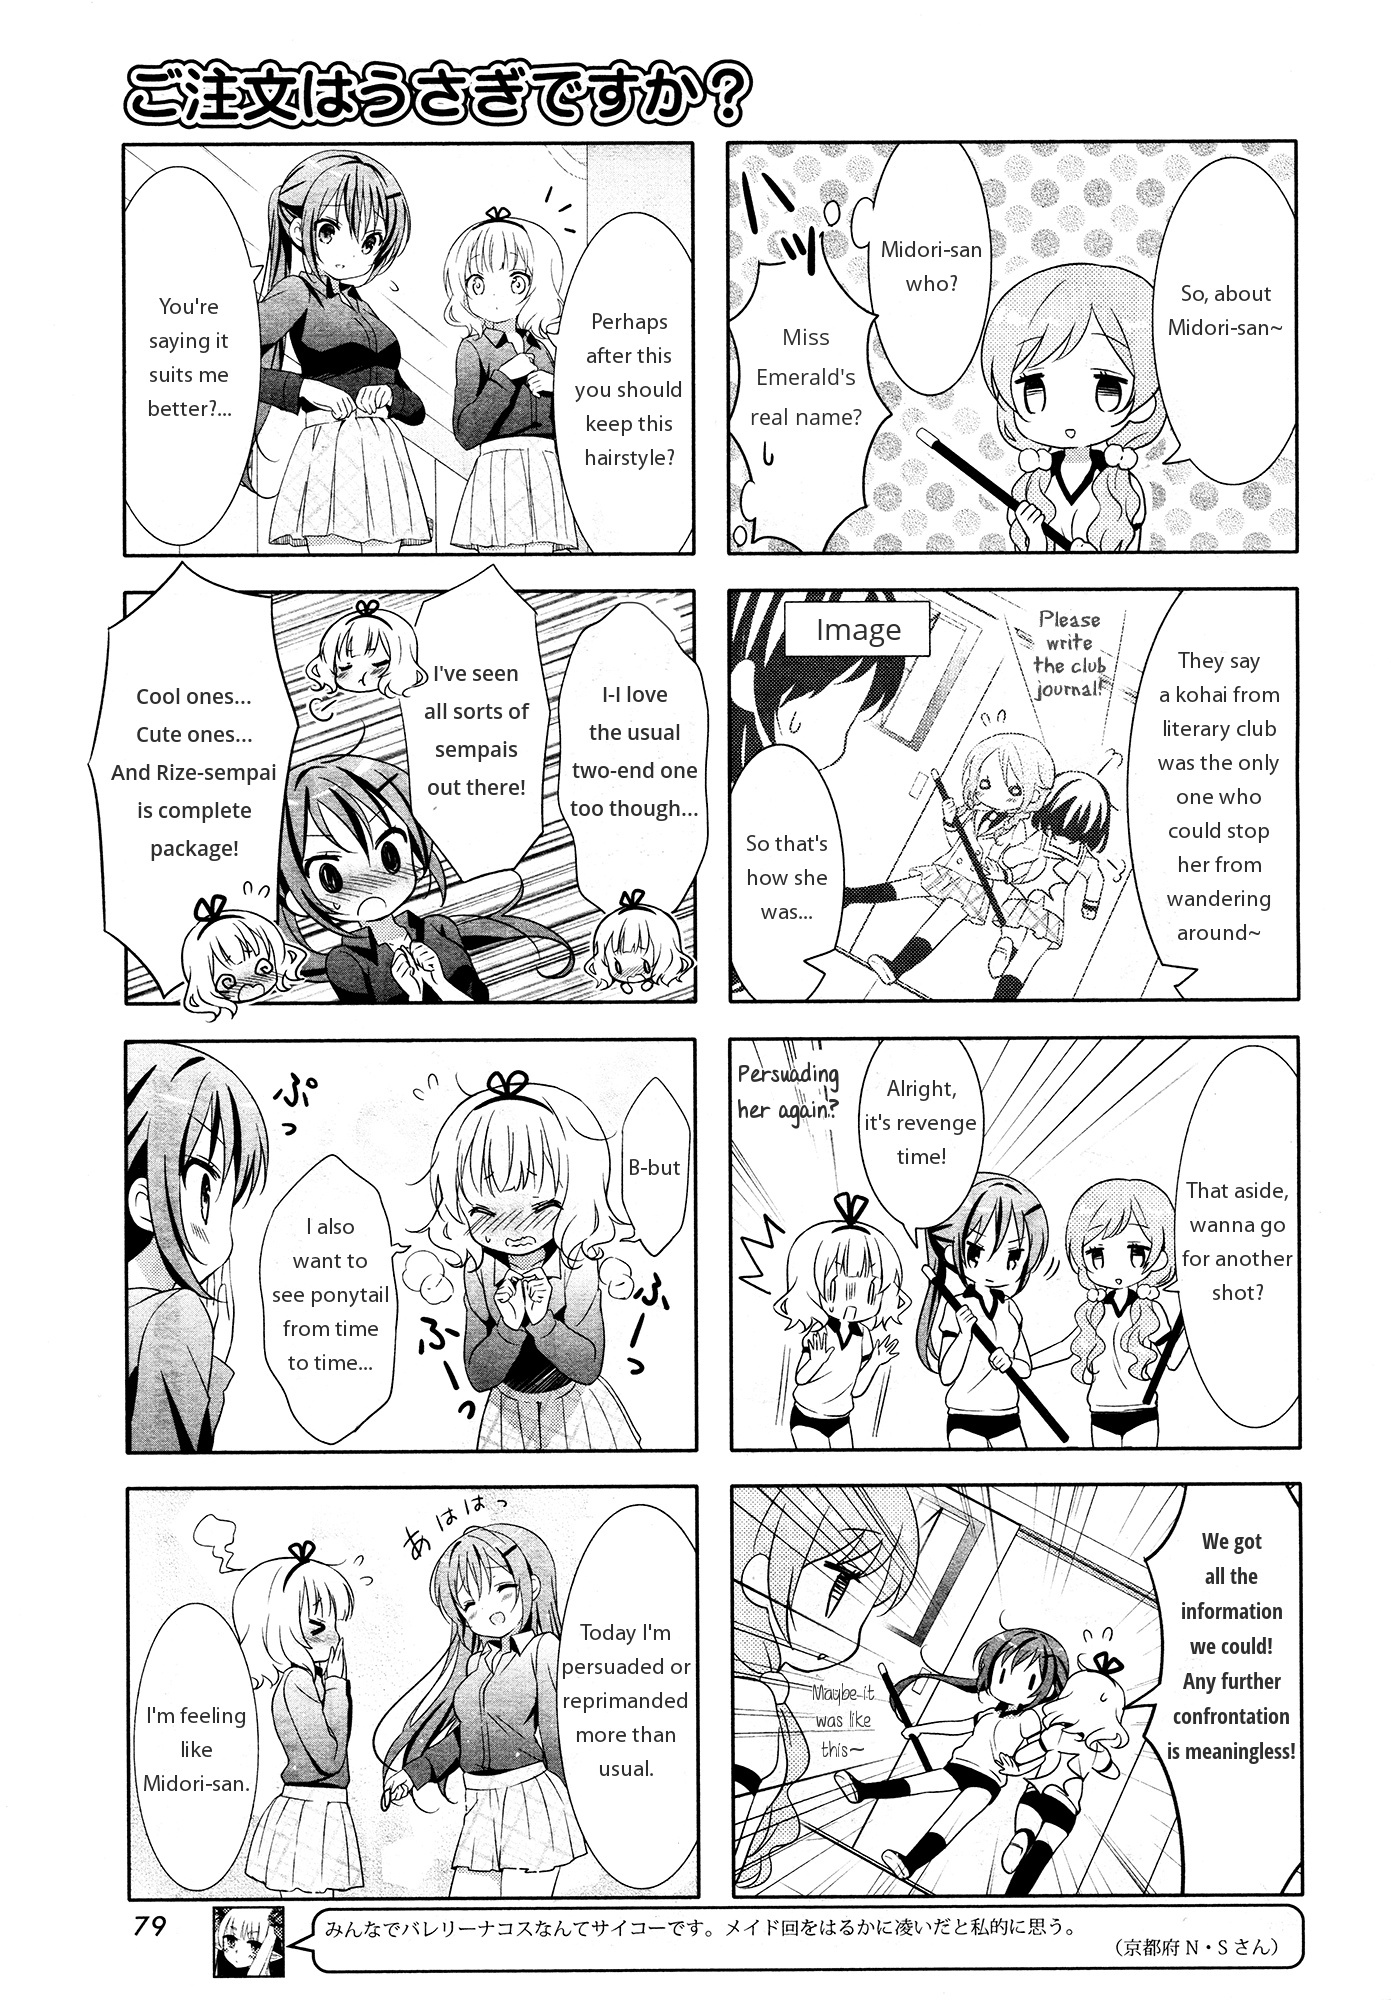 ご注文はうさぎですか？
So, about
Midori-san~
Midori-san
who?
Miss
Emerald's
real name?
They say
a kohai from
literary club
was the only
one who
could stop
her from
wandering
around~
Please
write
the club
journal!
Image
So that's
how she
was...
That aside,
wanna go
for another
shot?
Alright,
it's revenge
time!
Persuading
her again?
We got
all the
information
we could!
Any further
confrontation
is meaningless!
Maybe it
was like
this~
Perhaps
after this
you should
keep this
hairstyle?
You're
saying it
suits me
better?...
I-I love
the usual
two-end one
too though...
I've seen
all sorts of
sempais
out there!
Cool ones...
Cute ones...
And Rize-sempai
is complete
package!
B-but
ぷっ
I also
want to
see ponytail
from time
to time...
ふーっ
ふーっ
Today I'm
persuaded or
reprimanded
more than
usual.
あははっ
I'm feeling
like
Midori-san.
79
みんなでバレリーナコスなんてサイコーです。メイド回をはるかに凌いだと私的に思う。
（京都府 N・Sさん）